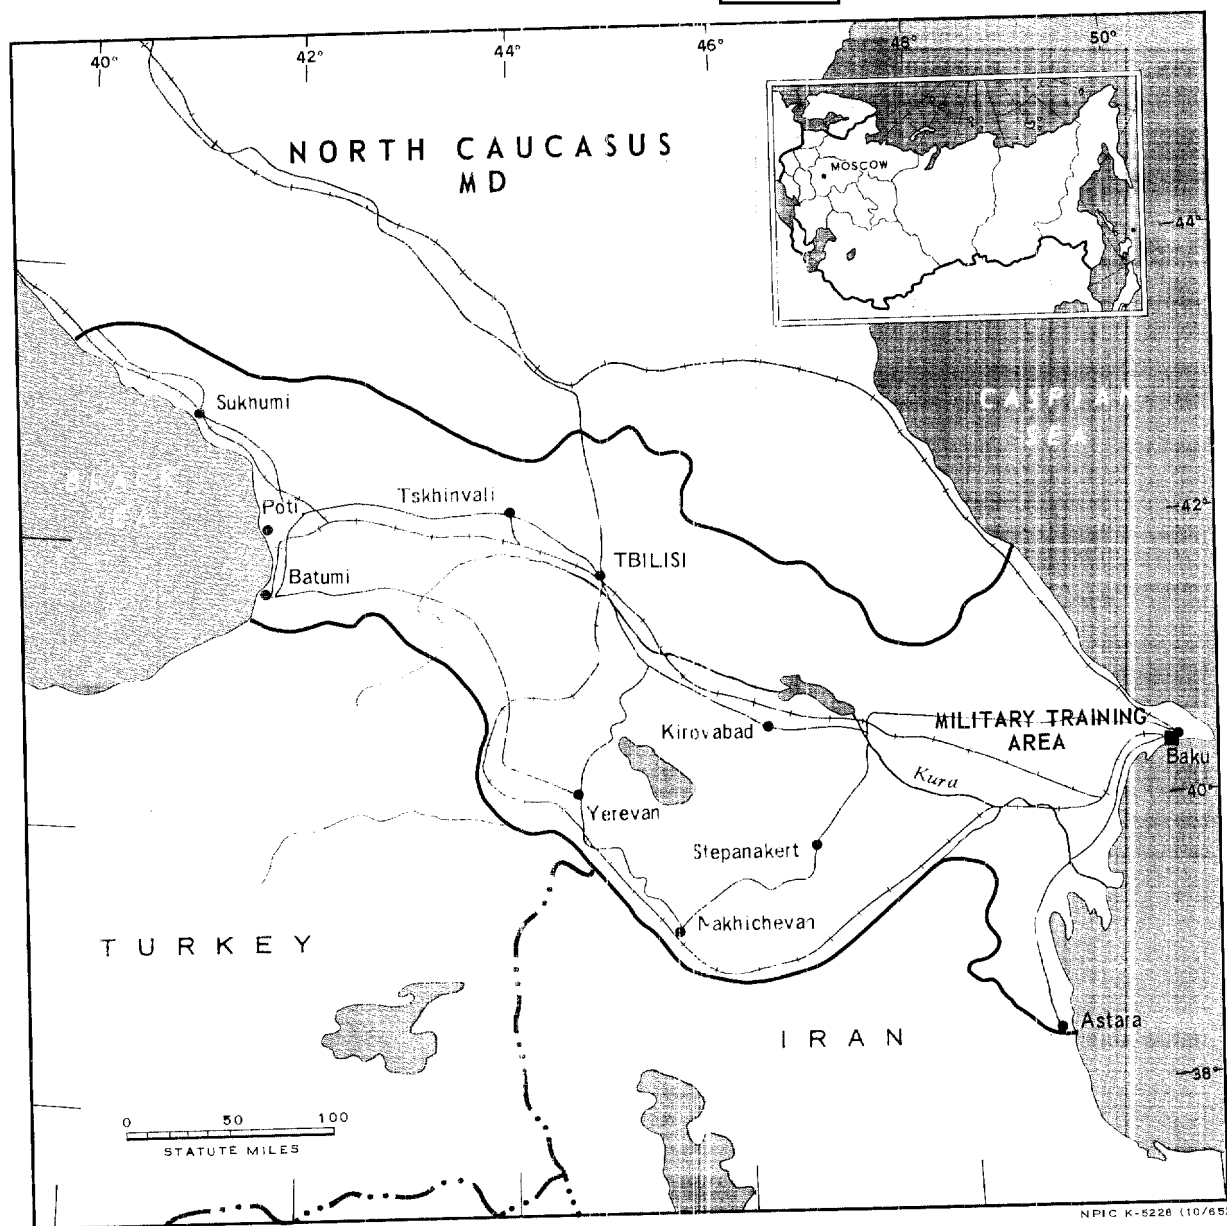 40°
42°
44°
46°
48°
50°
NORTH CAUCASUS
MD
MOSCOW
44°
CASPIAN
SEA
Sukhumi
BLACK
SEA
Tskhinvali
Poti
42°
TBILISI
Batumi
MILITARY TRAINING
AREA
Kirovabad
Baku
Kura
40°
Yerevan
Stepanakert
Nakhichevan
TURKEY
Astara
IRAN
38°
0 50 100
STATUTE MILES
NPIC K-5228 (10/65)